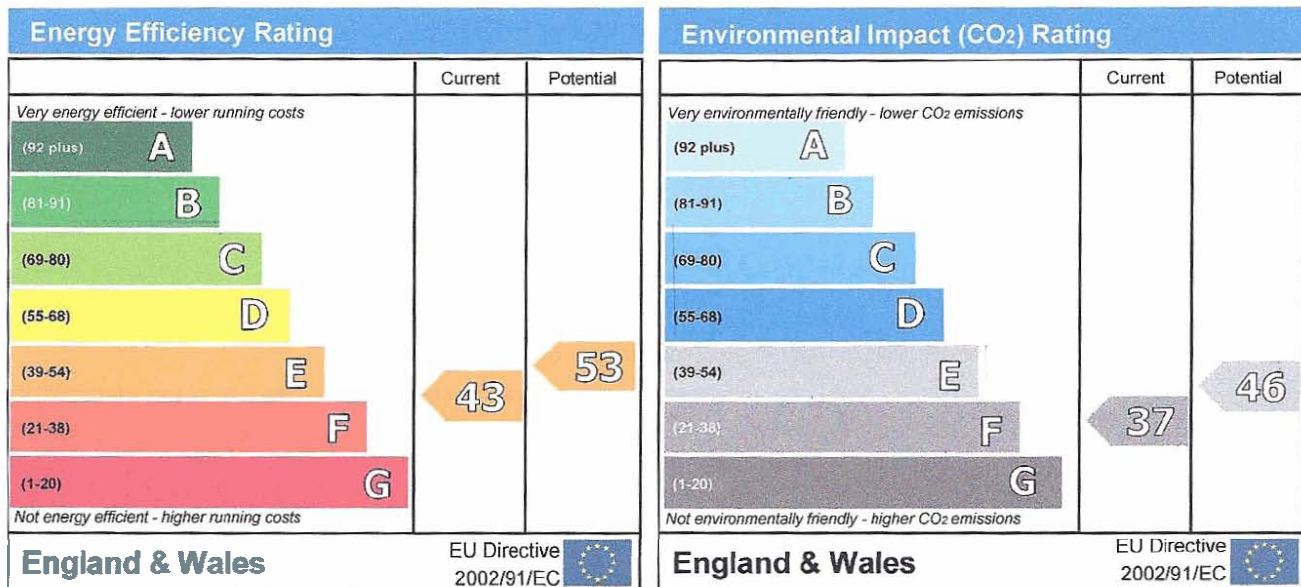 Energy Efficiency Rating
Current Potential
Very energy efficient - lower running costs
(92 plus) A
(81-91) B
(69-80) C
(55-68) D
(39-54) E
(21-38) F
(1-20) G
43
53
Not energy efficient - higher running costs
England & Wales
EU Directive
2002/91/EC
Environmental Impact (CO2) Rating
Current Potential
Very environmentally friendly - lower CO2 emissions
(92 plus) A
(81-91) B
(69-80) C
(55-68) D
(39-54) E
(21-38) F
(1-20) G
37
46
Not environmentally friendly - higher CO2 emissions
England & Wales
EU Directive
2002/91/EC